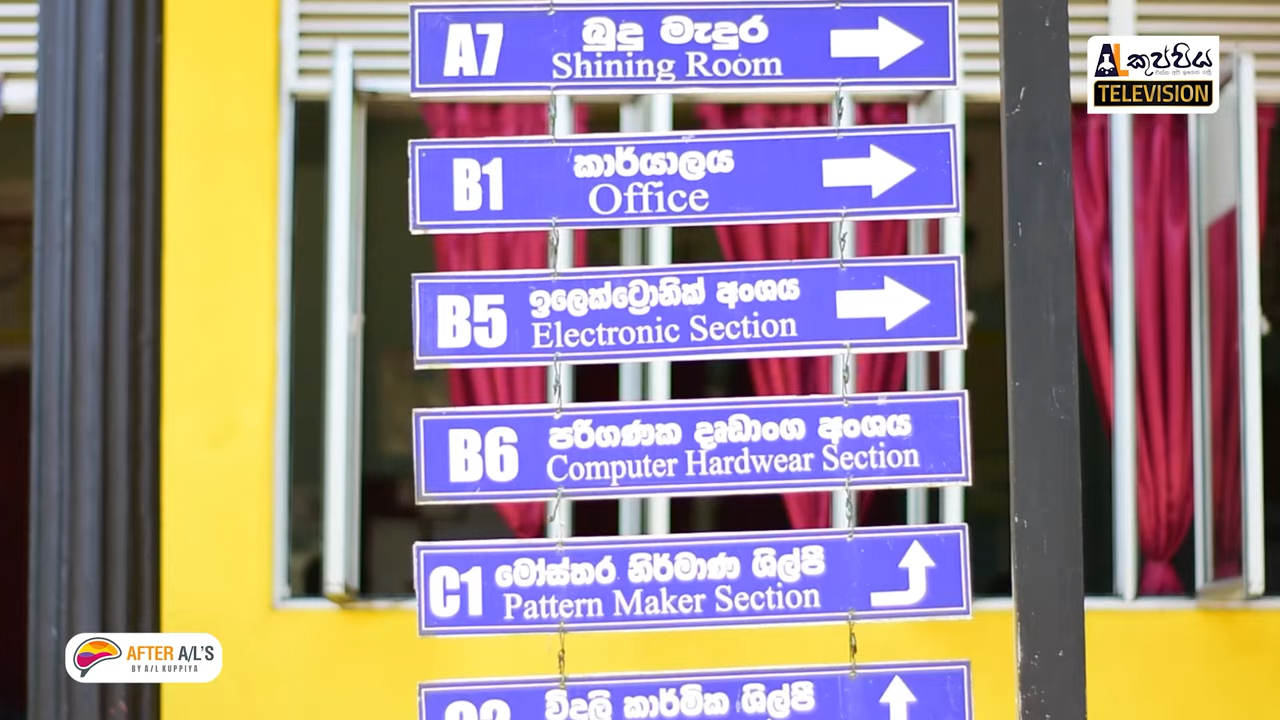 A7 බුදු මැදුර
Shining Room
B1 කාර්යාලය
Office
B5 ඉලෙක්ට්‍රොනික් අංශය
Electronic Section
B6 පරිගණක දෘඩාංග අංශය
Computer Hardwear Section
C1 මෝස්තර නිර්මාණ ශිල්පී
Pattern Maker Section
විදුලි කාර්මික ශිල්පී
AL කුප්පිය
TELEVISION
AFTER A/L'S
BY A/L KUPPIYA